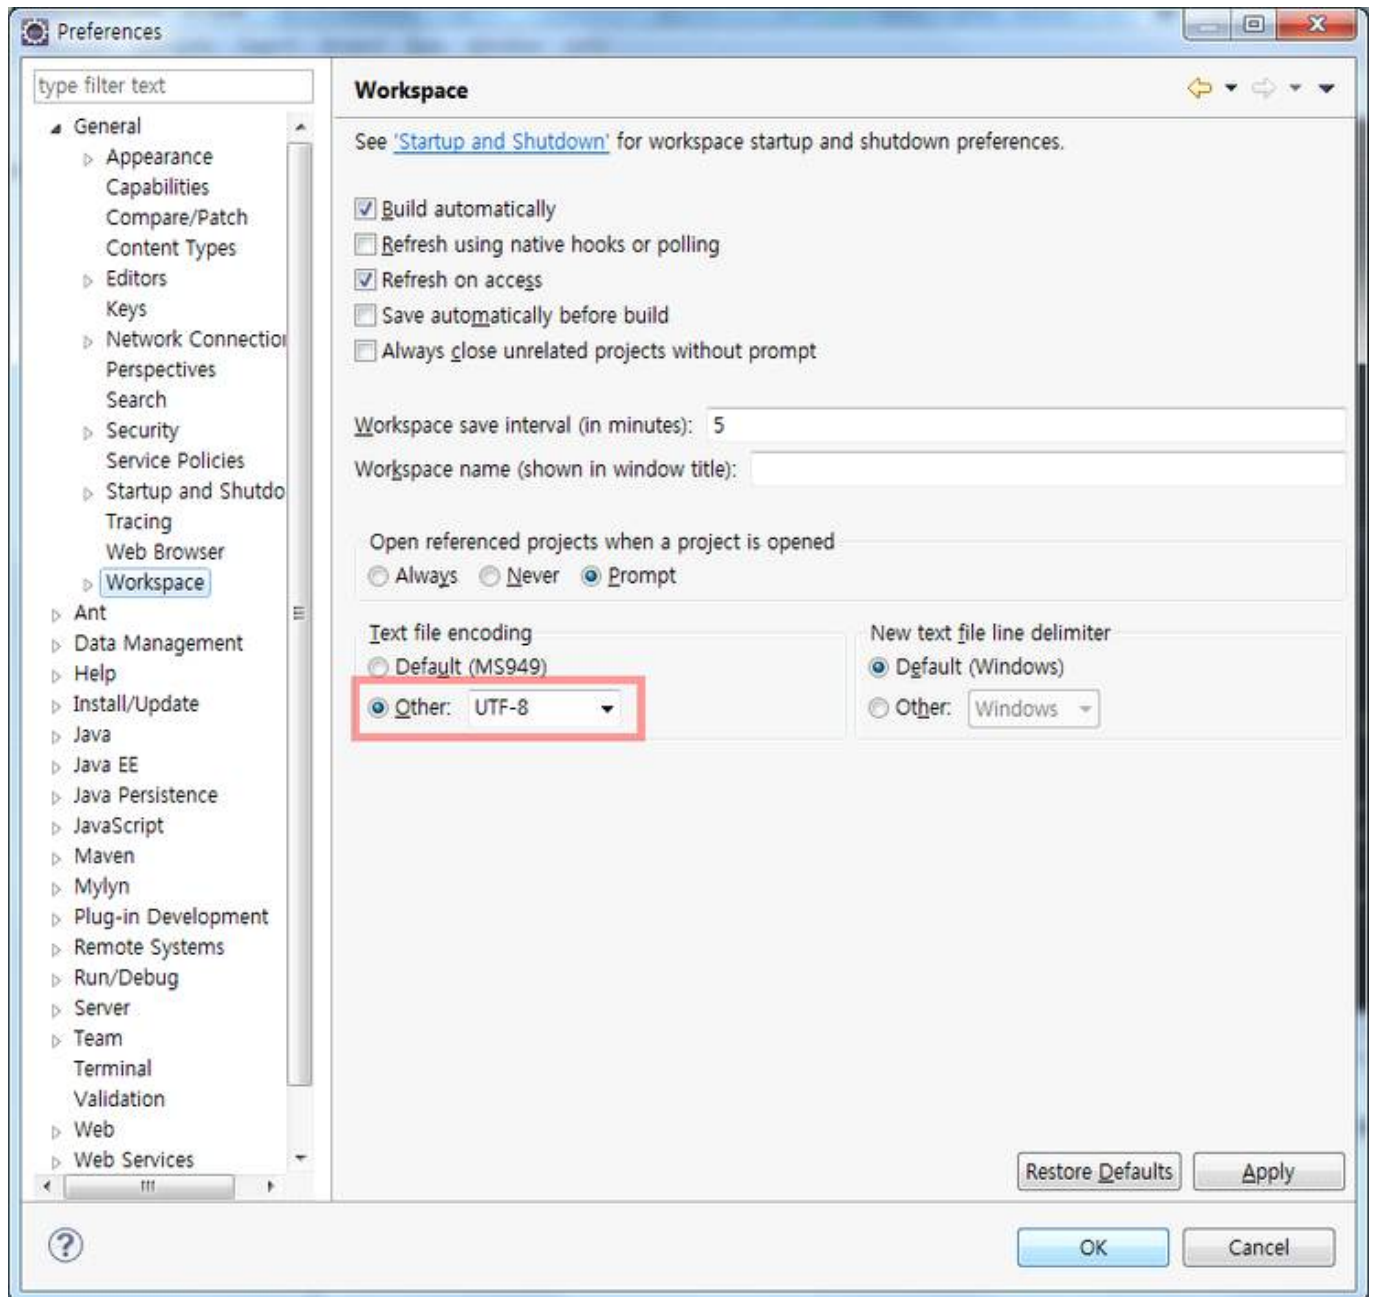 Preferences
type filter text
General
Appearance
Capabilities
Compare/Patch
Content Types
Editors
Keys
Network Connection
Perspectives
Search
Security
Service Policies
Startup and Shutdo
Tracing
Web Browser
Workspace
Ant
Data Management
Help
Install/Update
Java
Java EE
Java Persistence
JavaScript
Maven
Mylyn
Plug-in Development
Remote Systems
Run/Debug
Server
Team
Terminal
Validation
Web
Web Services
Workspace
See 'Startup and Shutdown' for workspace startup and shutdown preferences.
Build automatically
Refresh using native hooks or polling
Refresh on access
Save automatically before build
Always close unrelated projects without prompt
Workspace save interval (in minutes): 5
Workspace name (shown in window title):
Open referenced projects when a project is opened
Always Never Prompt
Text file encoding
Default (MS949)
Other: UTF-8
New text file line delimiter
Default (Windows)
Other: Windows
Restore Defaults Apply
OK Cancel